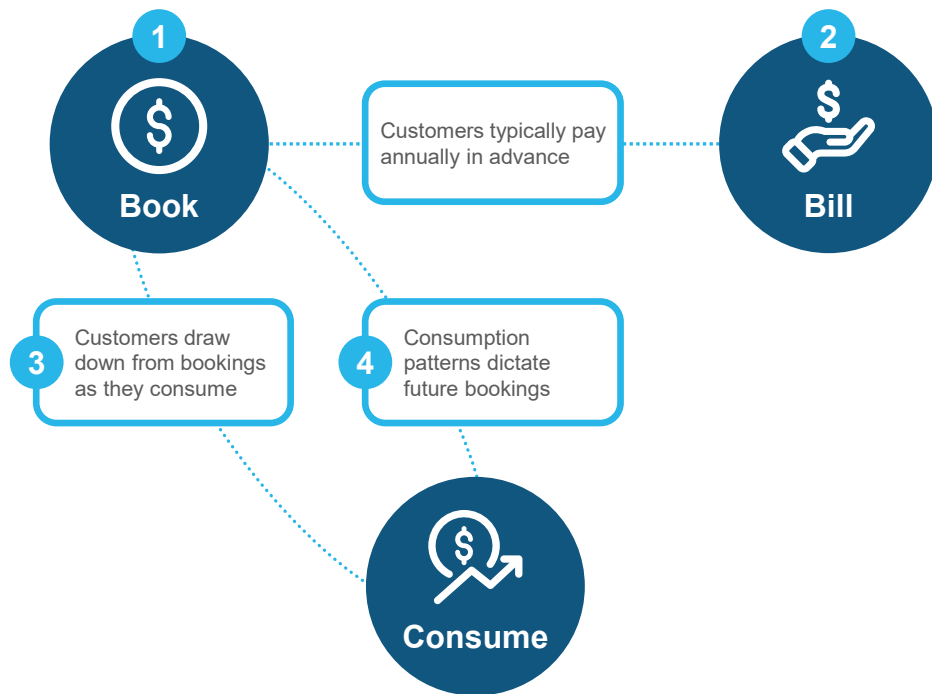 1
$
Book
Customers typically pay
annually in advance
2
$
Bill
3
Customers draw
down from bookings
as they consume
4
Consumption
patterns dictate
future bookings
$
Consume